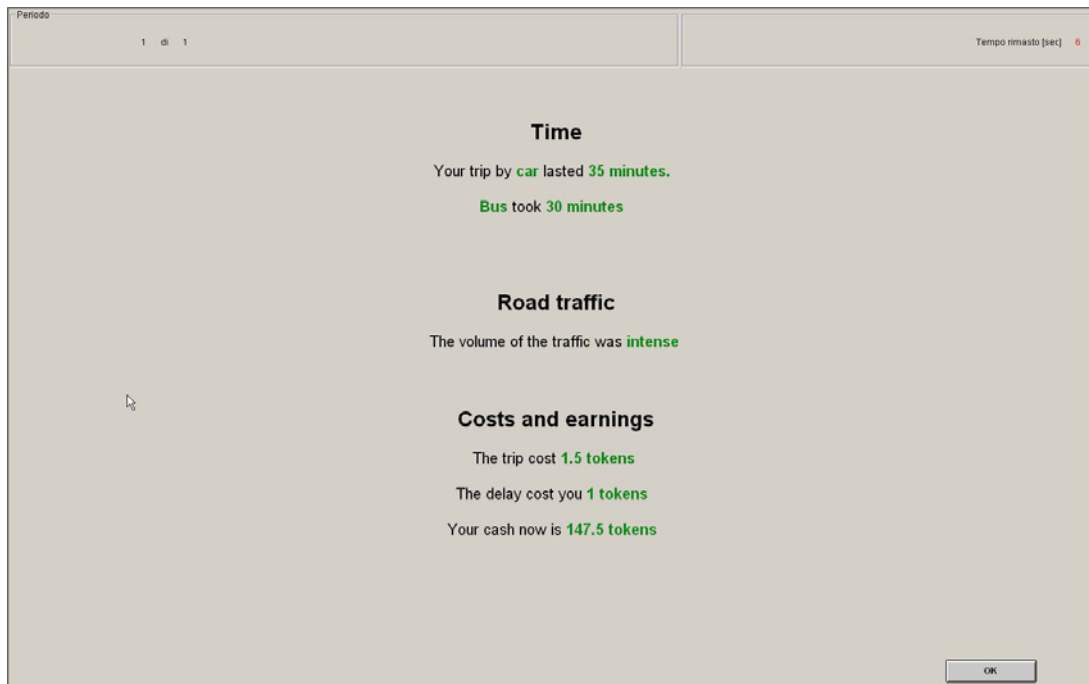 Periodo
1 di 1
Tempo rimasto [sec] 6
Time
Your trip by car lasted 35 minutes.
Bus took 30 minutes
Road traffic
The volume of the traffic was intense
Costs and earnings
The trip cost 1.5 tokens
The delay cost you 1 tokens
Your cash now is 147.5 tokens
OK